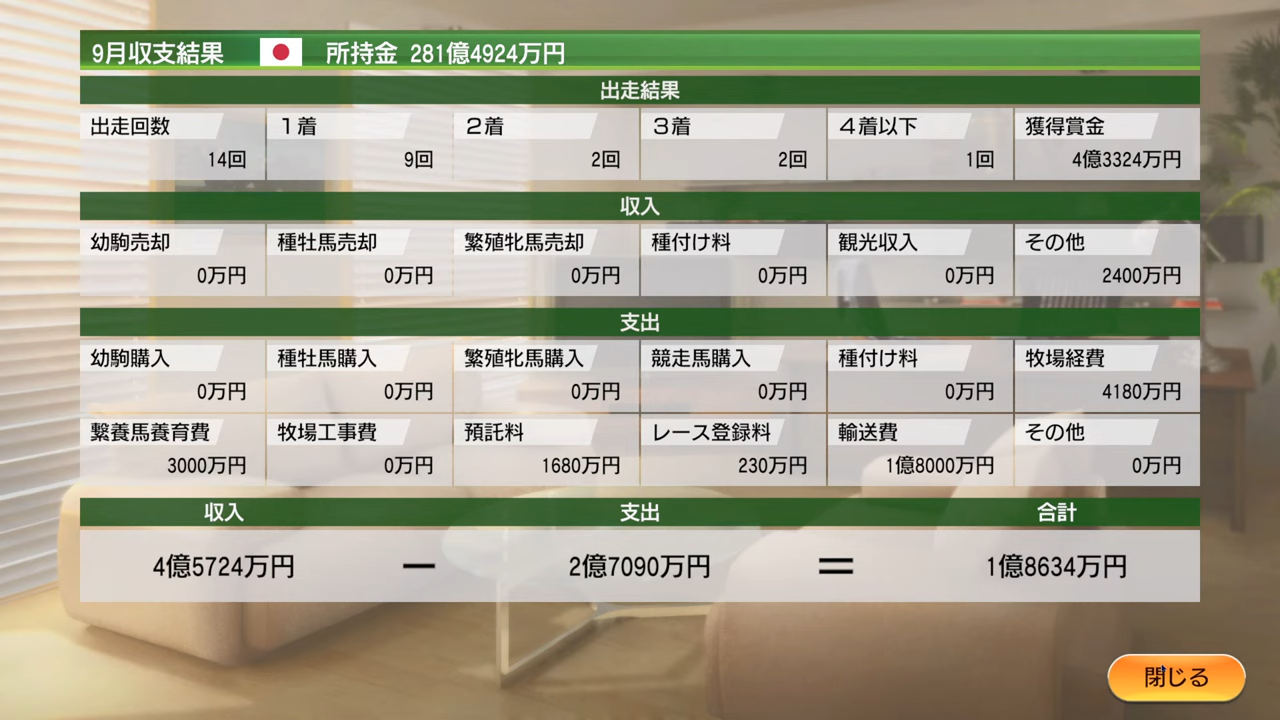 9月収支結果 所持金 281億4924万円
出走結果
出走回数 1着 2着 3着 4着以下 獲得賞金
14回 9回 2回 2回 1回 4億3324万円
収入
幼駒売却 種牡馬売却 繁殖牝馬売却 種付け料 観光収入 その他
0万円 0万円 0万円 0万円 0万円 2400万円
支出
幼駒購入 種牡馬購入 繁殖牝馬購入 競走馬購入 種付け料 牧場経費
0万円 0万円 0万円 0万円 0万円 4180万円
繋養馬養育費 牧場工事費 預託料 レース登録料 輸送費 その他
3000万円 0万円 1680万円 230万円 1億8000万円 0万円
収入 支出 合計
4億5724万円 − 2億7090万円 = 1億8634万円
閉じる